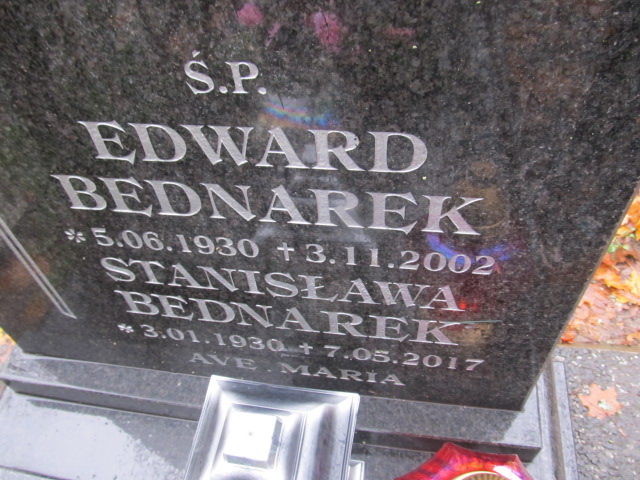 Ś.P.
EDWARD
BEDNAREK
* 5.06.1930 + 3.11.2002
STANISŁAWA
BEDNAREK
* 3.01.1930 + 7.05.2017
AVE MARIA